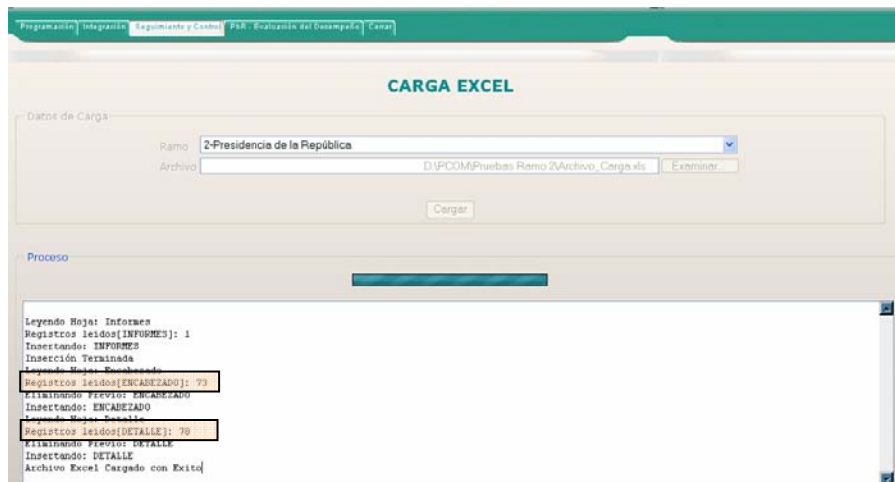 Programación Integración Seguimiento y Control PbR - Evaluación del Desempeño Cerrar
CARGA EXCEL
Datos de Carga
Ramo 2-Presidencia de la República
Archivo D:\PCOM\Pruebas Ramo 2\Archivo_Carga.xls Examinar...
Cargar
Proceso
Leyendo Hoja: Informes
Registros leidos[INFORMES]: 1
Insertando: INFORMES
Inserción Terminada
Leyendo Hoja: Encabezado
Registros leidos[ENCABEZADO]: 73
Eliminando Previo: ENCABEZADO
Insertando: ENCABEZADO
Leyendo Hoja: Detalle
Registros leidos[DETALLE]: 78
Eliminando Previo: DETALLE
Insertando: DETALLE
Archivo Excel Cargado con Exito